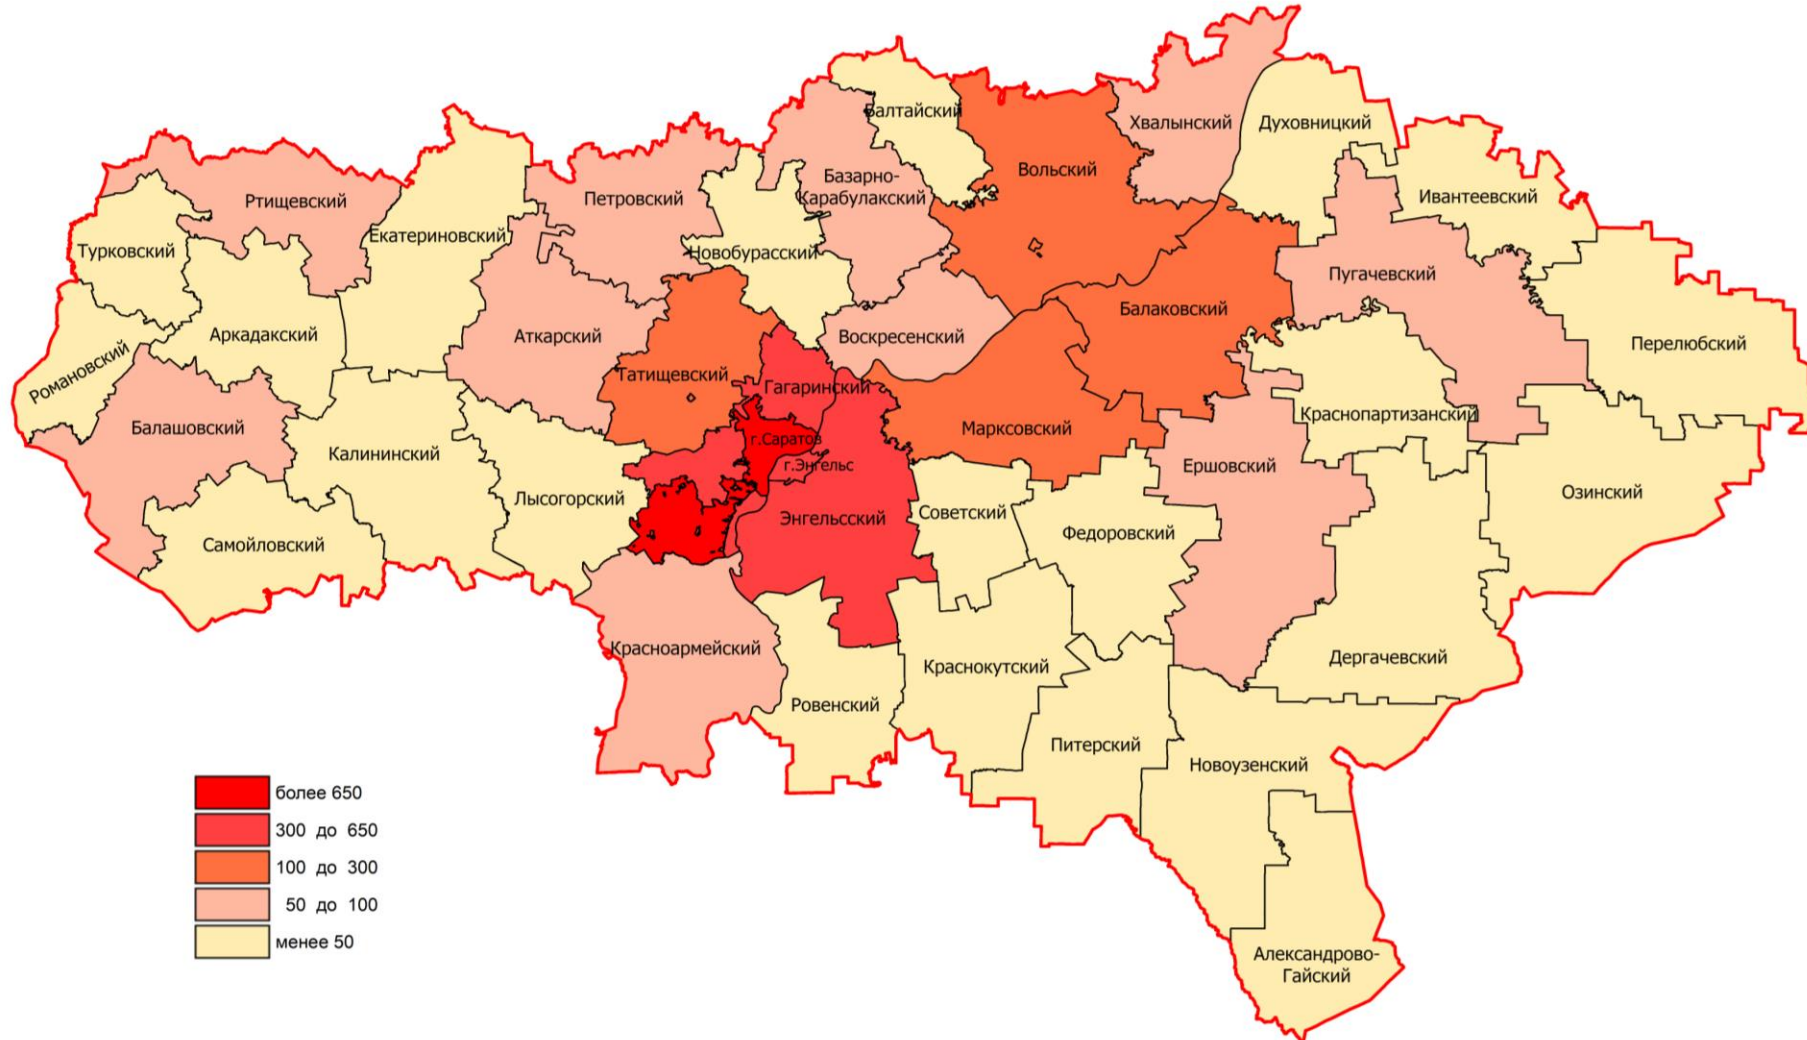 Балтайский
Хвалынский
Духовницкий
Вольский
Базарно-
Карабулакский
Ивантеевский
Ртищевский
Петровский
Екатериновский
Турковский
Новобурасский
Пугачевский
Балаковский
Аркадакский
Аткарский
Воскресенский
Перелюбский
Романовский
Татищевский
Гагаринский
Краснопартизанский
Балашовский
Марксовский
г.Саратов
Калининский
г.Энгельс
Ершовский
Озинский
Лысогорский
Советский
Энгельсский
Федоровский
Самойловский
Красноармейский
Краснокутский
Дергачевский
Ровенский
Питерский
Новоузенский
более 650
300 до 650
100 до 300
50 до 100
менее 50
Александрово-
Гайский